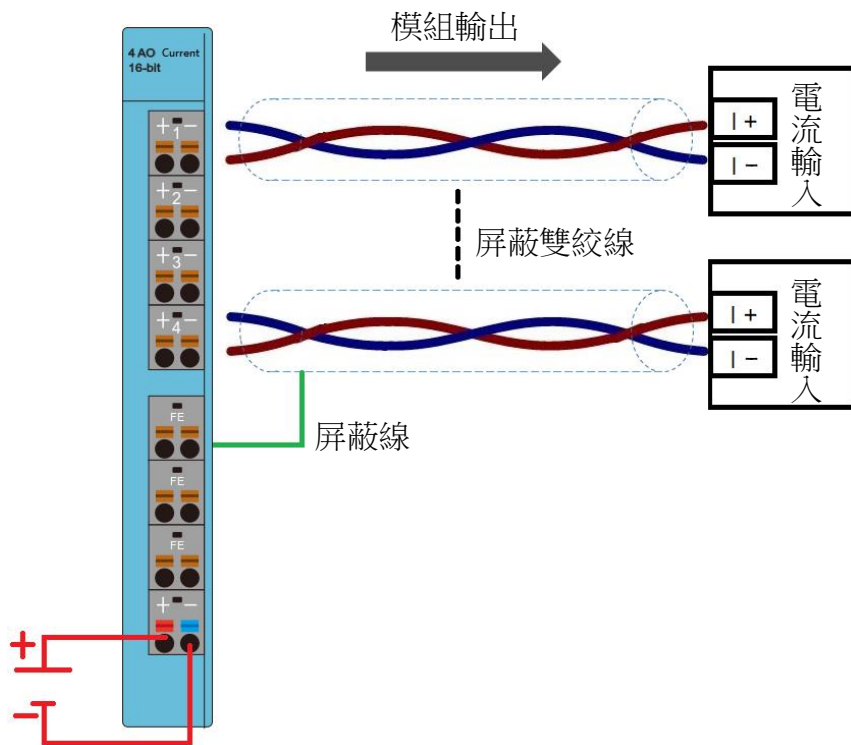 模組輸出
4 AO Current
16-bit
+ 1 -
+ 2 -
+ 3 -
+ 4 -
FE
FE
FE
+ -
+
-
I +
I -
電流輸入
屏蔽雙絞線
I +
I -
電流輸入
屏蔽線